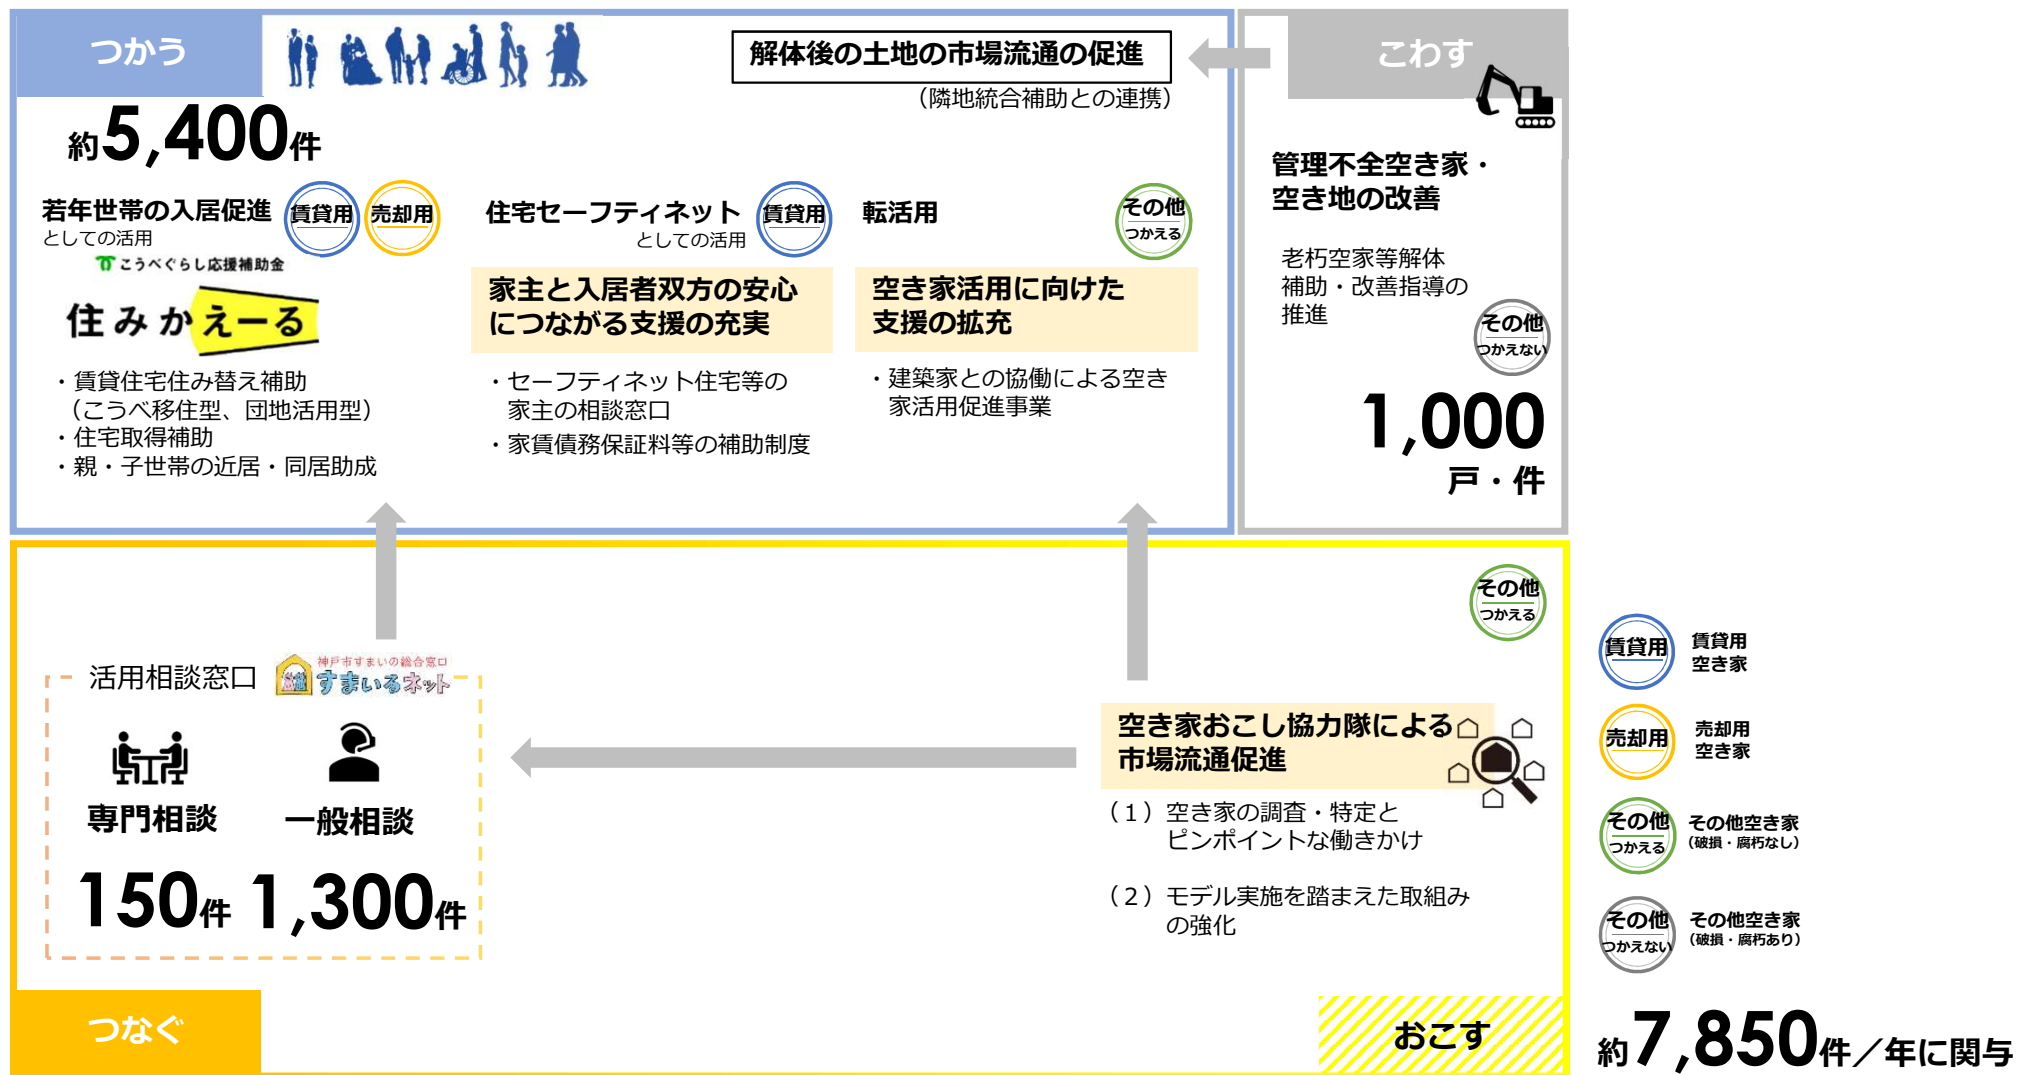 つかう
約5,400件
解体後の土地の市場流通の促進
（隣地統合補助との連携）
こわす
若年世帯の入居促進
としての活用
賃貸用
売却用
こうべぐらし応援補助金
住みかえーる
・賃貸住宅住み替え補助
（こうべ移住型、団地活用型）
・住宅取得補助
・親・子世帯の近居・同居助成
住宅セーフティネット
としての活用
賃貸用
家主と入居者双方の安心
につながる支援の充実
・セーフティネット住宅等の
家主の相談窓口
・家賃債務保証料等の補助制度
転活用
その他
つかえる
空き家活用に向けた
支援の拡充
・建築家との協働による空き
家活用促進事業
管理不全空き家・
空き地の改善
老朽空家等解体
補助・改善指導の
推進
その他
つかえない
1,000
戸・件
活用相談窓口
神戸市すまいの総合窓口
すまいるネット
専門相談
150件
一般相談
1,300件
その他
つかえる
空き家おこし協力隊による
市場流通促進
（1）空き家の調査・特定と
ピンポイントな働きかけ
（2）モデル実施を踏まえた取組み
の強化
つなぐ
おこす
賃貸用
賃貸用
空き家
売却用
売却用
空き家
その他
つかえる
その他空き家
（破損・腐朽なし）
その他
つかえない
その他空き家
（破損・腐朽あり）
約7,850件／年に関与